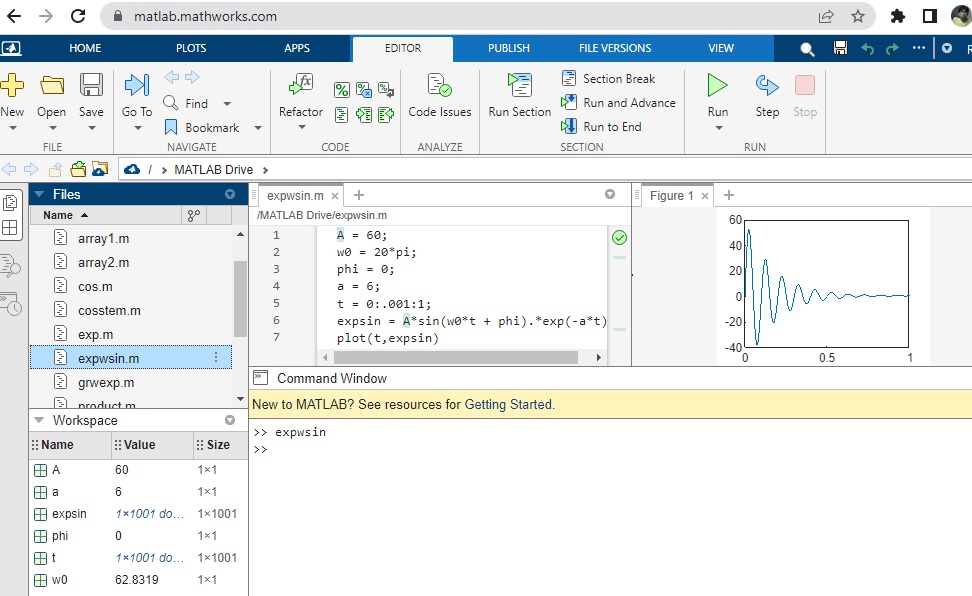 matlab.mathworks.com
HOME PLOTS APPS EDITOR PUBLISH FILE VERSIONS VIEW
New Open Save Go To Find Bookmark Refactor Code Issues Run Section Section Break Run and Advance Run to End Run Step Stop
FILE NAVIGATE CODE ANALYZE SECTION RUN
/ MATLAB Drive
Files
Name
array1.m
array2.m
cos.m
cosstem.m
exp.m
expwsin.m
grwexp.m
product.m
Workspace
Name Value Size
A 60 1×1
a 6 1×1
expsin 1×1001 do... 1×1001
phi 0 1×1
t 1×1001 do... 1×1001
w0 62.8319 1×1
expwsin.m
/MATLAB Drive/expwsin.m
1 A = 60;
2 w0 = 20*pi;
3 phi = 0;
4 a = 6;
5 t = 0:.001:1;
6 expsin = A*sin(w0*t + phi).*exp(-a*t)
7 plot(t,expsin)
Figure 1
60
40
20
0
-20
-40
0 0.5 1
Command Window
New to MATLAB? See resources for Getting Started.
>> expwsin
>>